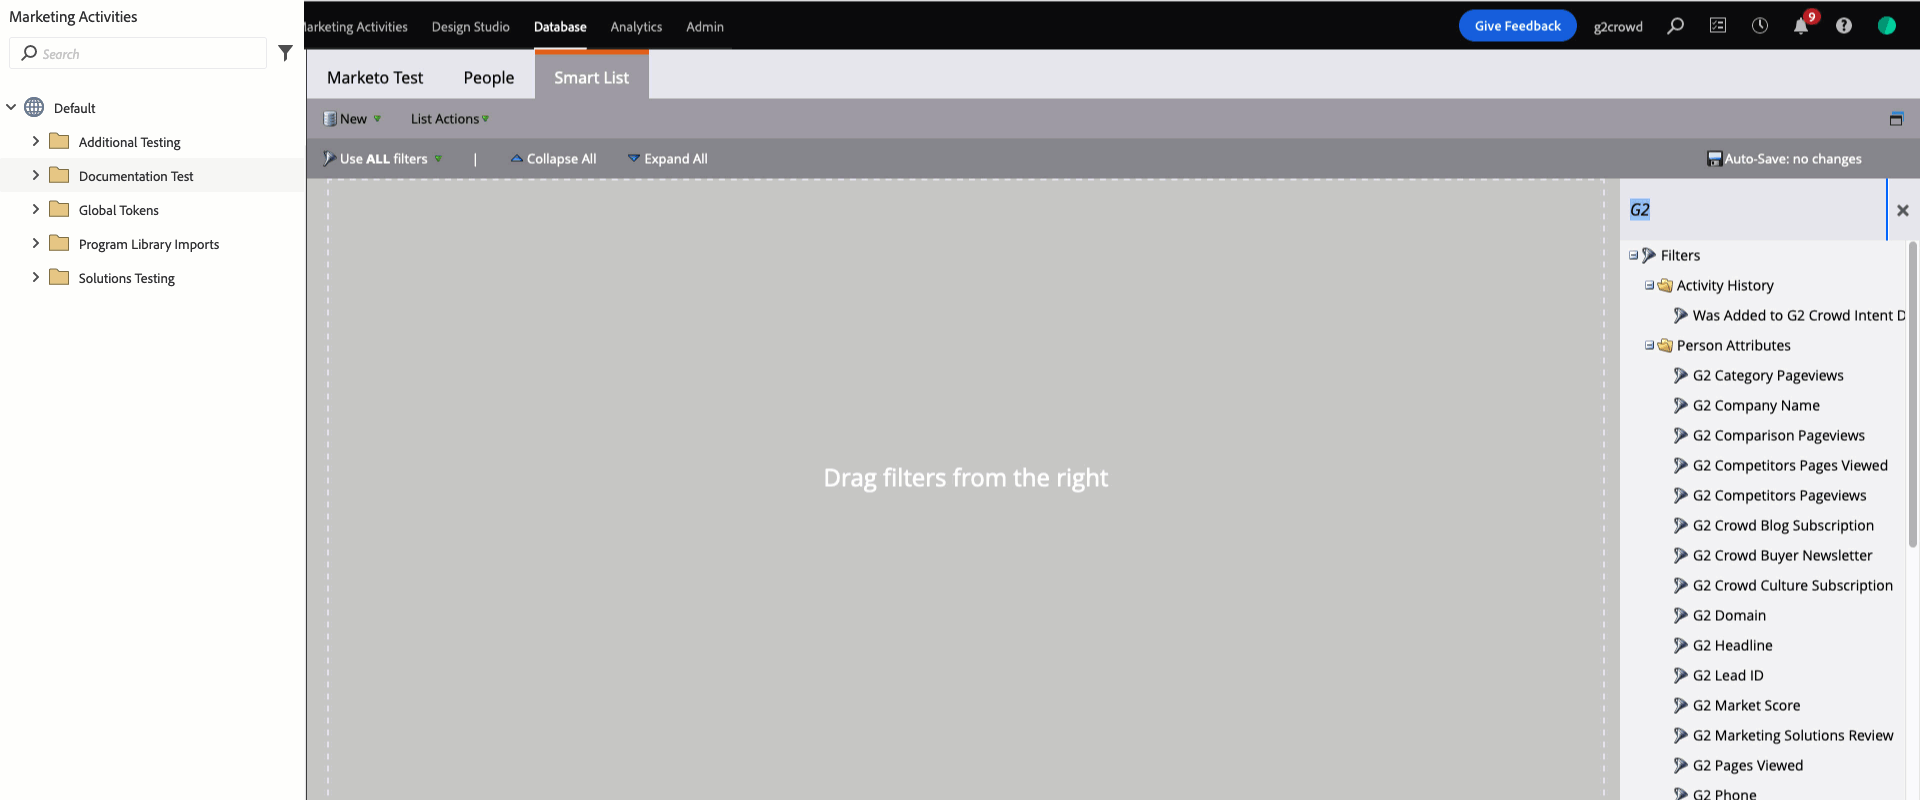 Marketing Activities
Search
Default
Additional Testing
Documentation Test
Global Tokens
Program Library Imports
Solutions Testing
arketing Activities Design Studio Database Analytics Admin
Give Feedback g2crowd 9
Marketo Test People Smart List
New List Actions
Use ALL filters | Collapse All Expand All
Auto-Save: no changes
Drag filters from the right
G2
Filters
Activity History
Was Added to G2 Crowd Intent D
Person Attributes
G2 Category Pageviews
G2 Company Name
G2 Comparison Pageviews
G2 Competitors Pages Viewed
G2 Competitors Pageviews
G2 Crowd Blog Subscription
G2 Crowd Buyer Newsletter
G2 Crowd Culture Subscription
G2 Domain
G2 Headline
G2 Lead ID
G2 Market Score
G2 Marketing Solutions Review
G2 Pages Viewed
G2 Phone